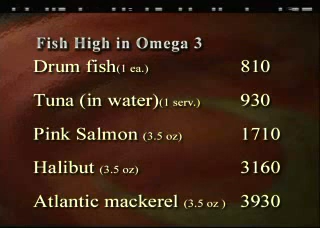 Fish High in Omega 3
Drum fish(1 ea.) 810
Tuna (in water)(1 serv.) 930
Pink Salmon (3.5 oz) 1710
Halibut (3.5 oz) 3160
Atlantic mackerel (3.5 oz ) 3930